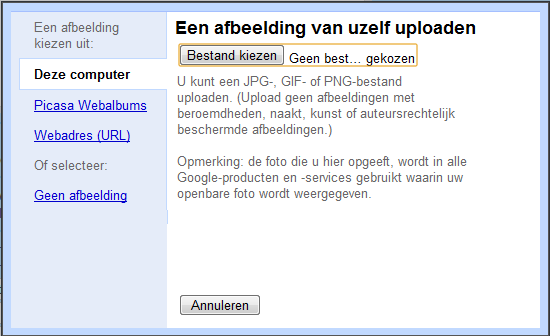 Een afbeelding
kiezen uit:
Deze computer
Picasa Webalbums
Webadres (URL)
Of selecteer:
Geen afbeelding
Een afbeelding van uzelf uploaden
Bestand kiezen Geen best... gekozen
U kunt een JPG-, GIF- of PNG-bestand
uploaden. (Upload geen afbeeldingen met
beroemdheden, naakt, kunst of auteursrechtelijk
beschermde afbeeldingen.)
Opmerking: de foto die u hier opgeeft, wordt in alle
Google-producten en -services gebruikt waarin uw
openbare foto wordt weergegeven.
Annuleren